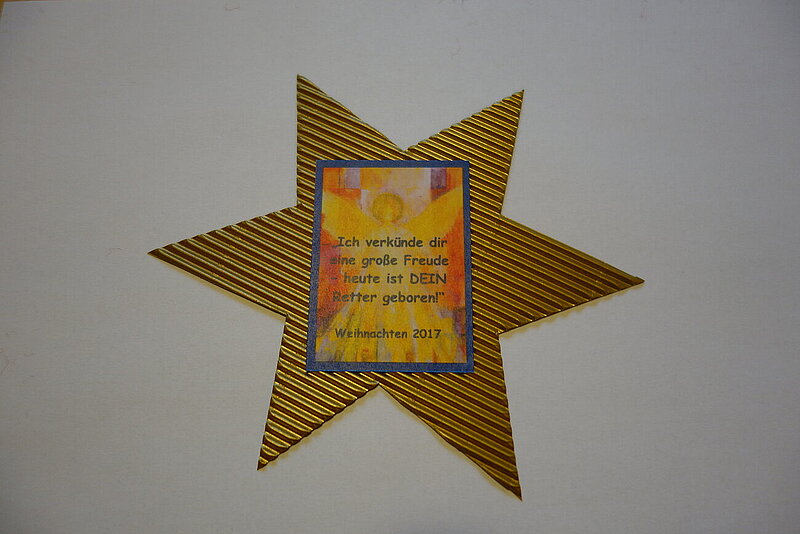 „Ich verkünde dir
eine große Freude
- heute ist DEIN
Retter geboren!"
Weihnachten 2017